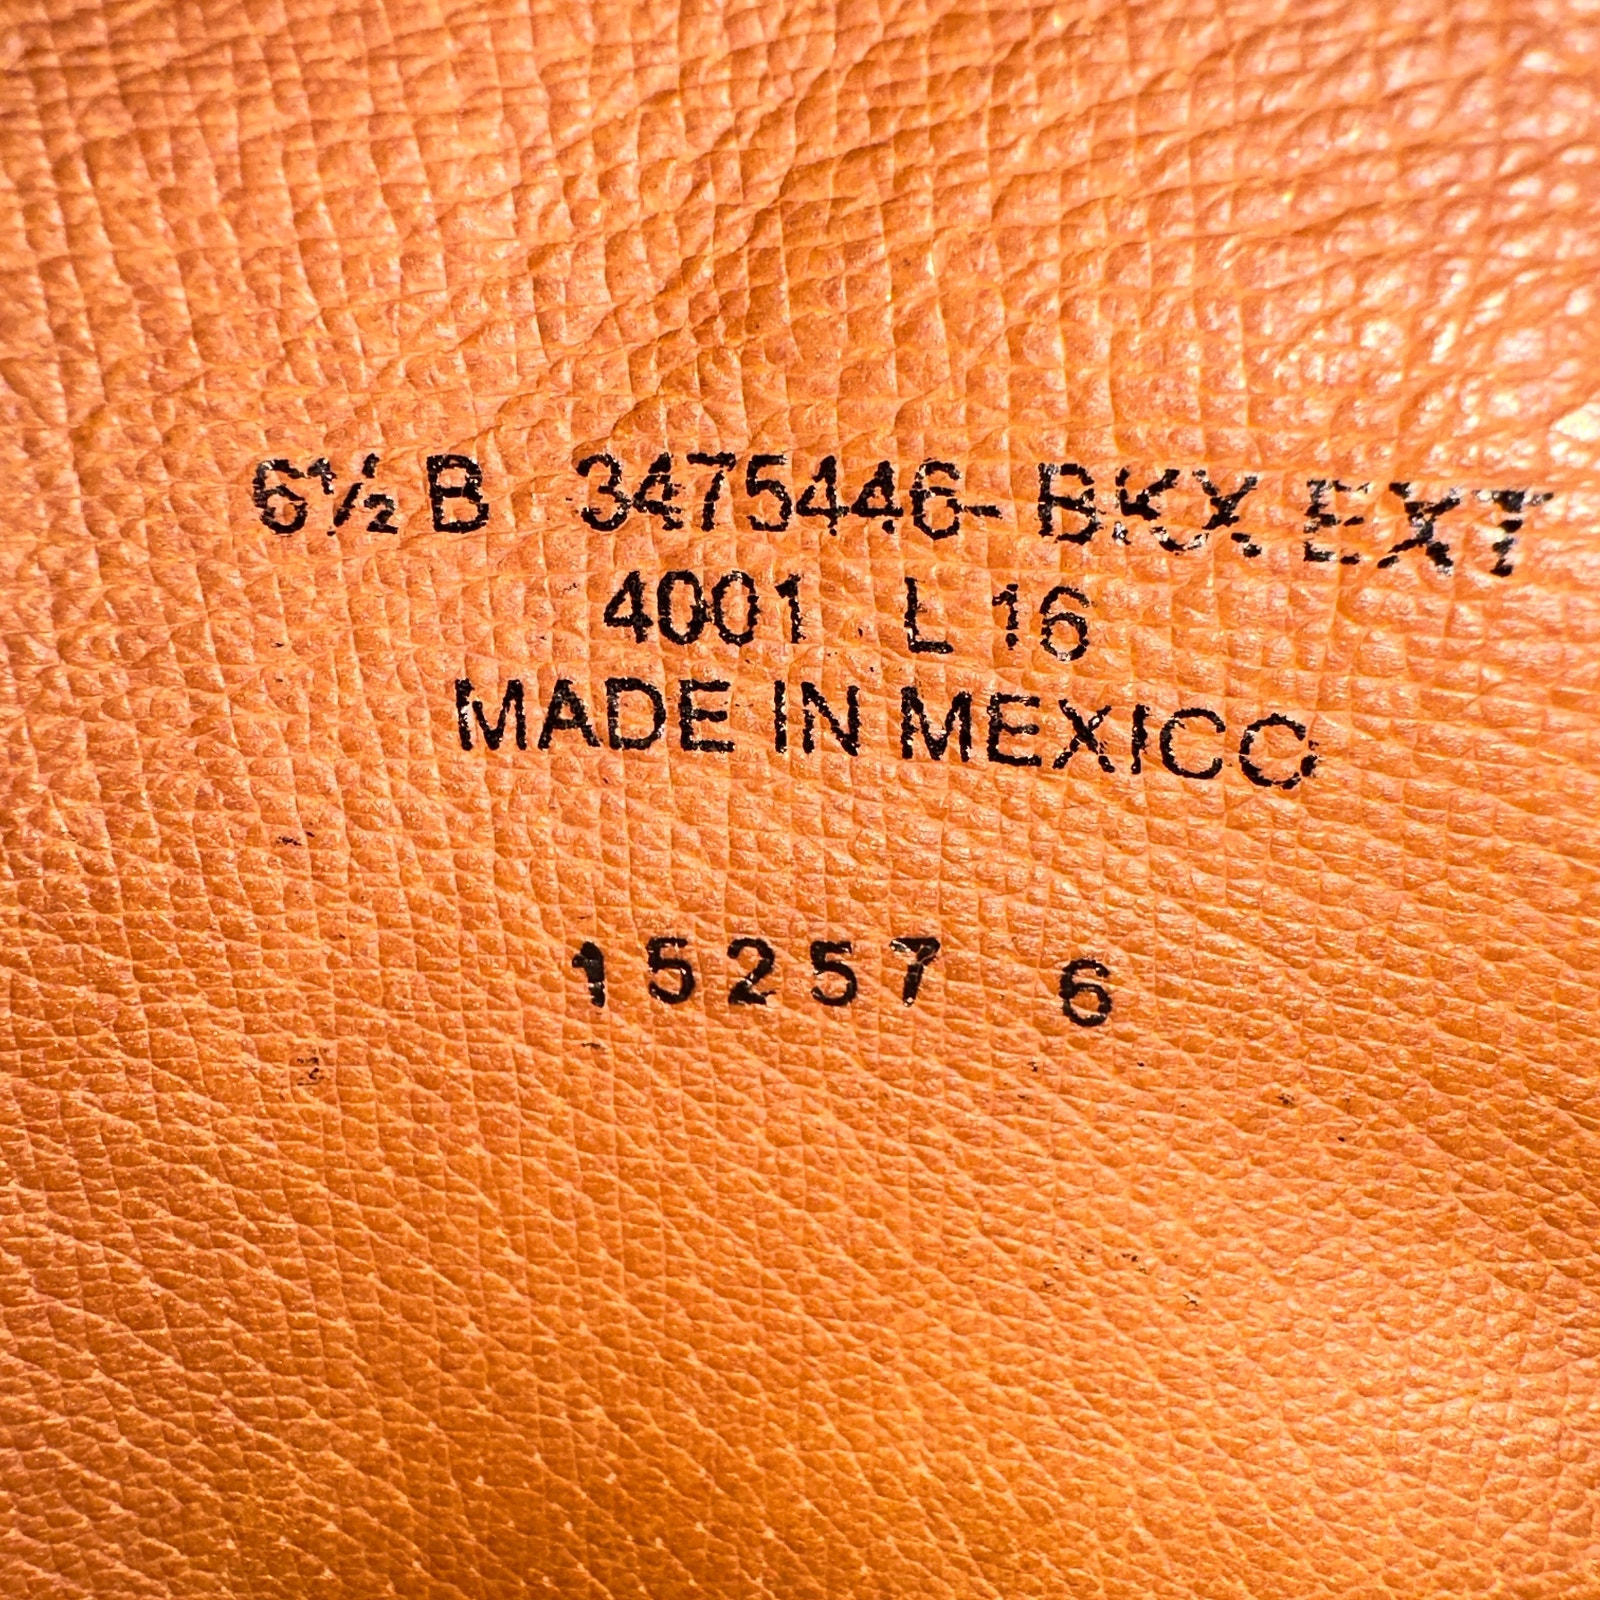 6½ B 3475446- BKX. EXT
4001 L 16
MADE IN MEXICO
15257 6